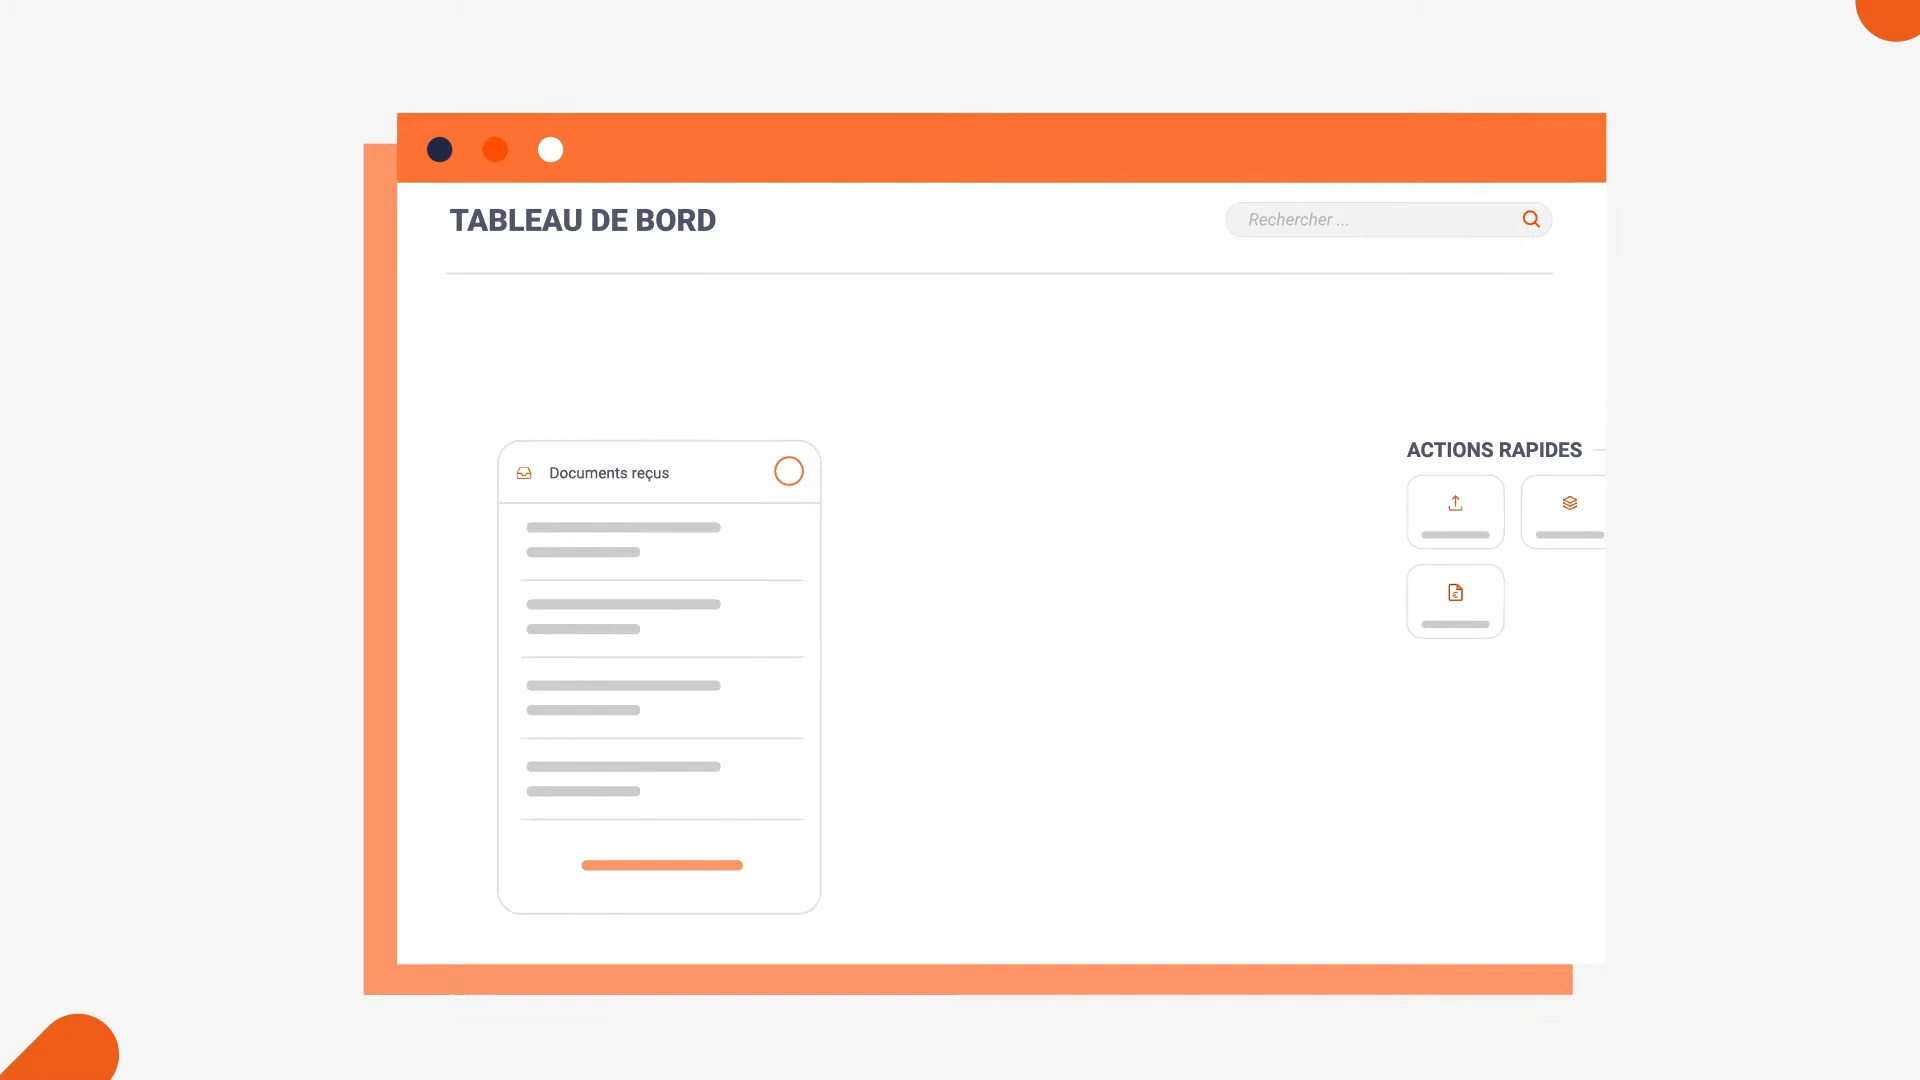 TABLEAU DE BORD
Rechercher ...
Documents reçus
ACTIONS RAPIDES